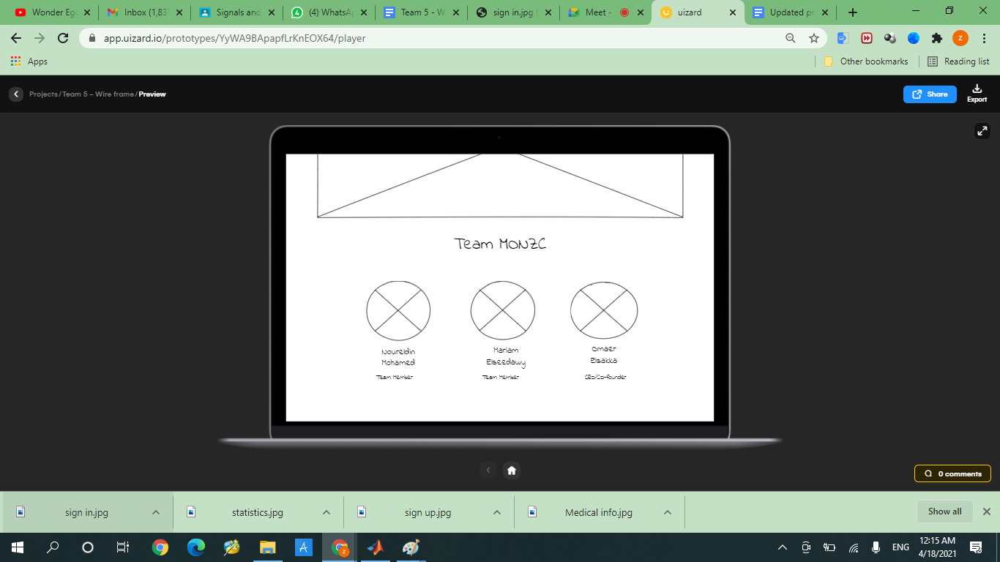 Wonder Eg
Inbox (1,83
Signals and
(4) WhatsA
Team 5 - W
sign in.jpg
Meet -
uizard
Updated pr
app.uizard.io/prototypes/YyWA9BApapfLrKnEOX64/player
Z
Apps
Other bookmarks
Reading list
Projects/Team 5 – Wire frame/Preview
Share
Export
Team MONZC
Noureldin
Mohamed
Team Member
Mariam
Elseedawy
Team Member
Omaer
Elsakka
CEO/Co-founder
0 comments
sign in.jpg
statistics.jpg
sign up.jpg
Medical info.jpg
Show all
ENG
12:15 AM
4/18/2021